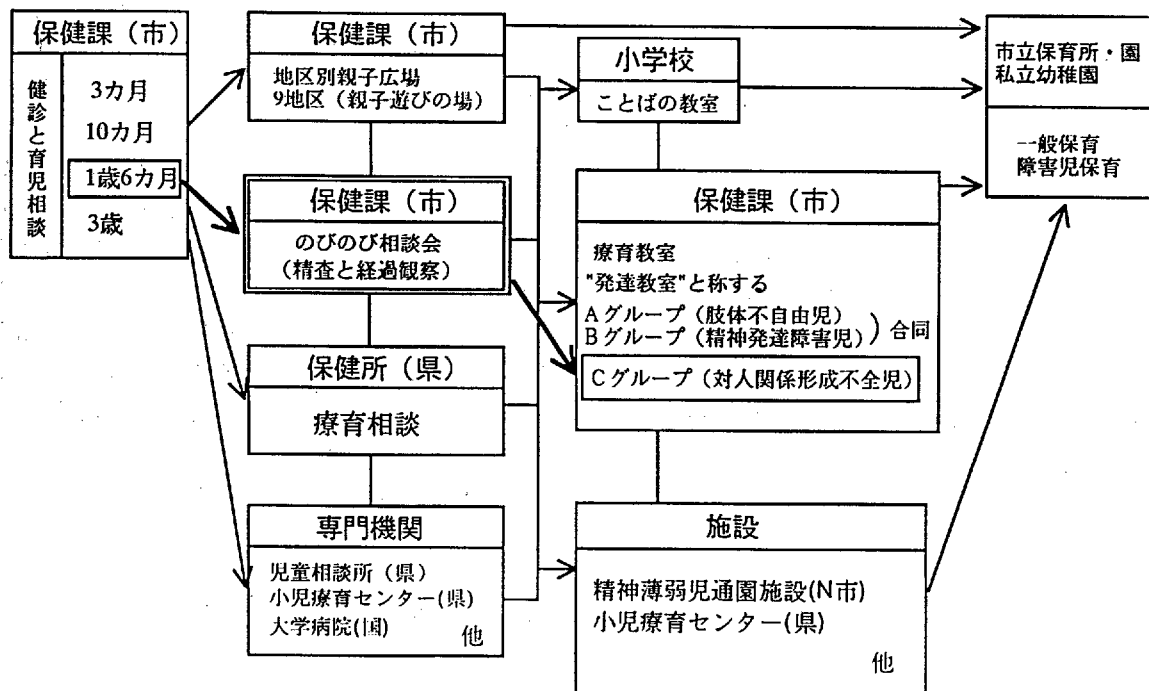 保健課（市）
健診と育児相談
3カ月
10カ月
1歳6カ月
3歳
保健課（市）
地区別親子広場
9地区（親子遊びの場）
保健課（市）
のびのび相談会
（精査と経過観察）
保健所（県）
療育相談
専門機関
児童相談所（県）
小児療育センター(県)
大学病院(国)
他
小学校
ことばの教室
保健課（市）
療育教室
"発達教室"と称する
Aグループ（肢体不自由児）
Bグループ（精神発達障害児）
合同
Cグループ（対人関係形成不全児）
施設
精神薄弱児通園施設(N市)
小児療育センター(県)
他
市立保育所・園
私立幼稚園
一般保育
障害児保育